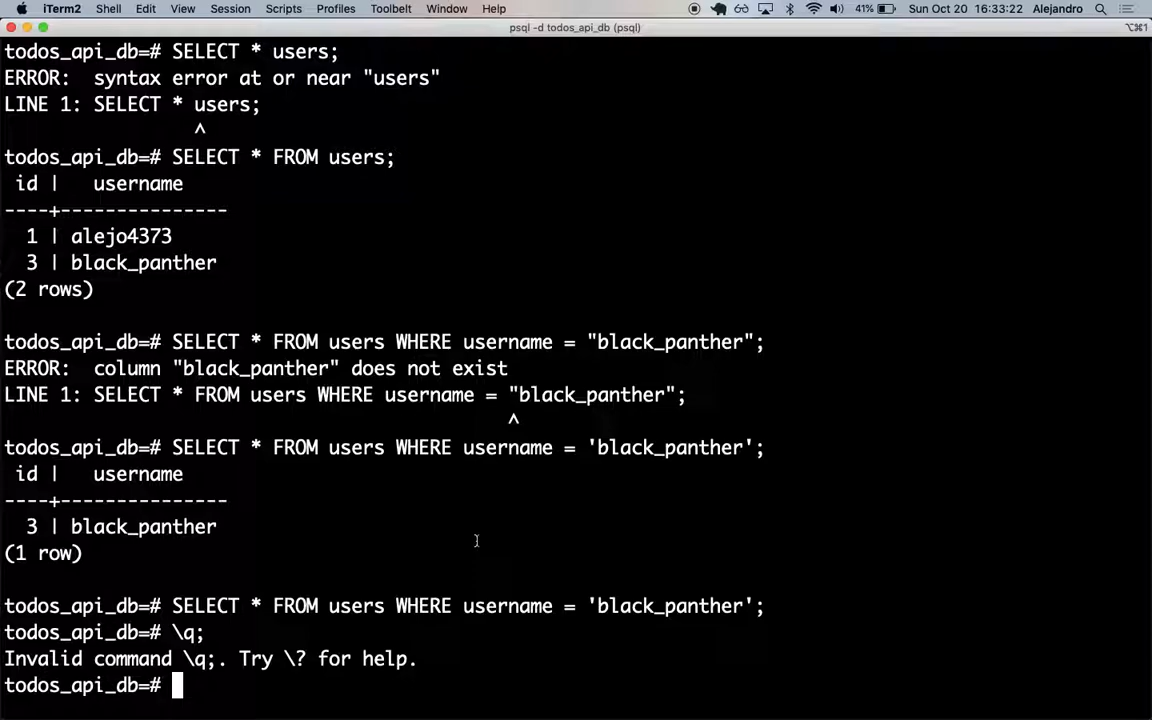 iTerm2 Shell Edit View Session Scripts Profiles Toolbelt Window Help 41% Sun Oct 20 16:33:22 Alejandro
psql -d todos_api_db (psql) ⌥⌘1
todos_api_db=# SELECT * users;
ERROR:  syntax error at or near "users"
LINE 1: SELECT * users;
^
todos_api_db=# SELECT * FROM users;
id |   username
----+---------------
1 | alejo4373
3 | black_panther
(2 rows)
todos_api_db=# SELECT * FROM users WHERE username = "black_panther";
ERROR:  column "black_panther" does not exist
LINE 1: SELECT * FROM users WHERE username = "black_panther";
^
todos_api_db=# SELECT * FROM users WHERE username = 'black_panther';
id |   username
----+---------------
3 | black_panther
(1 row)
todos_api_db=# SELECT * FROM users WHERE username = 'black_panther';
todos_api_db=# \q;
Invalid command \q;. Try \? for help.
todos_api_db=#